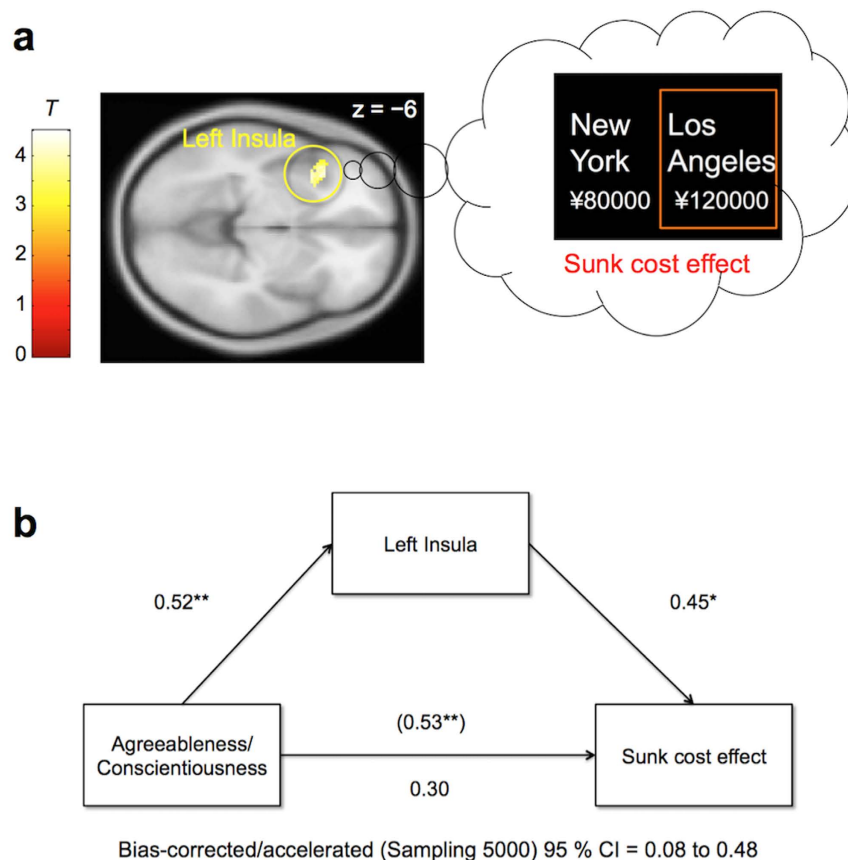 a
T
4
3
2
1
0
z = −6
Left Insula
New
York
¥80000
Los
Angeles
¥120000
Sunk cost effect
b
Left Insula
0.52**
0.45*
Agreeableness/
Conscientiousness
(0.53**)
0.30
Sunk cost effect
Bias-corrected/accelerated (Sampling 5000) 95 % CI = 0.08 to 0.48